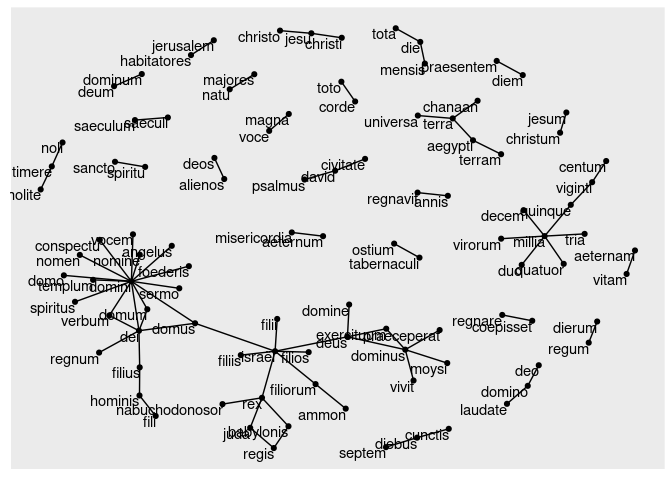 jerusalem
habitatores
christo
jesu
christi
tota
die
mensis
praesentem
diem
dominum
deum
majores
natu
toto
corde
chanaan
universa
terra
aegypti
terram
jesum
christum
saeculum
saeculi
magna
voce
noli
timere
nolite
sancto
spiritu
deos
alienos
civitate
david
psalmus
centum
viginti
regnavit
annis
decem
quinque
virorum
millia
tria
duo
quatuor
aeternam
vitam
misericordia
aeternum
ostium
tabernaculi
conspectu
vocem
nomen
nomine
angelus
foederis
domo
templum
domini
sermo
spiritus
verbum
domum
domus
dei
regnum
filius
hominis
filii
nabuchodonosor
filii
filiis
israel
filios
filiorum
ammon
rex
juda
babylonis
regis
domine
exercituum
deus
praeceperat
dominus
moysi
vivit
regnare
coepisset
dierum
regum
deo
domino
laudate
cunctis
diebus
septem